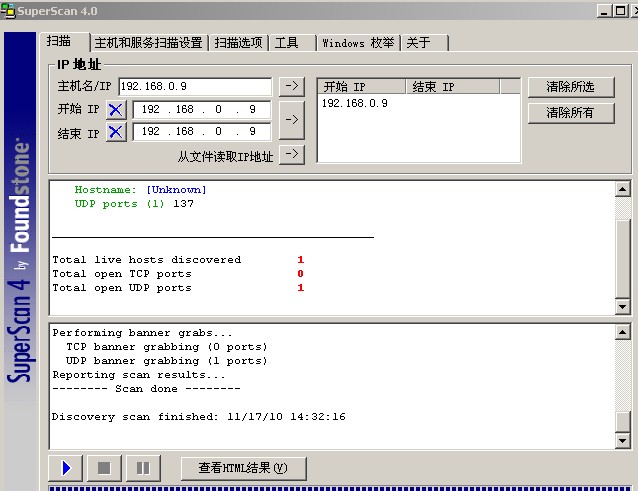 SuperScan 4.0
扫描 主机和服务扫描设置 扫描选项 工具 Windows 枚举 关于
IP 地址
主机名/IP 192.168.0.9 -> 开始 IP 结束 IP 清除所选
开始 IP 192 . 168 . 0 . 9 -> 192.168.0.9 清除所有
结束 IP 192 . 168 . 0 . 9
从文件读取IP地址 ->
Hostname: [Unknown]
UDP ports (1) 137
Total live hosts discovered 1
Total open TCP ports 0
Total open UDP ports 1
Performing banner grabs...
TCP banner grabbing (0 ports)
UDP banner grabbing (1 ports)
Reporting scan results...
-------- Scan done --------
Discovery scan finished: 11/17/10 14:32:16
查看HTML结果(V)
SuperScan 4 by Foundstone